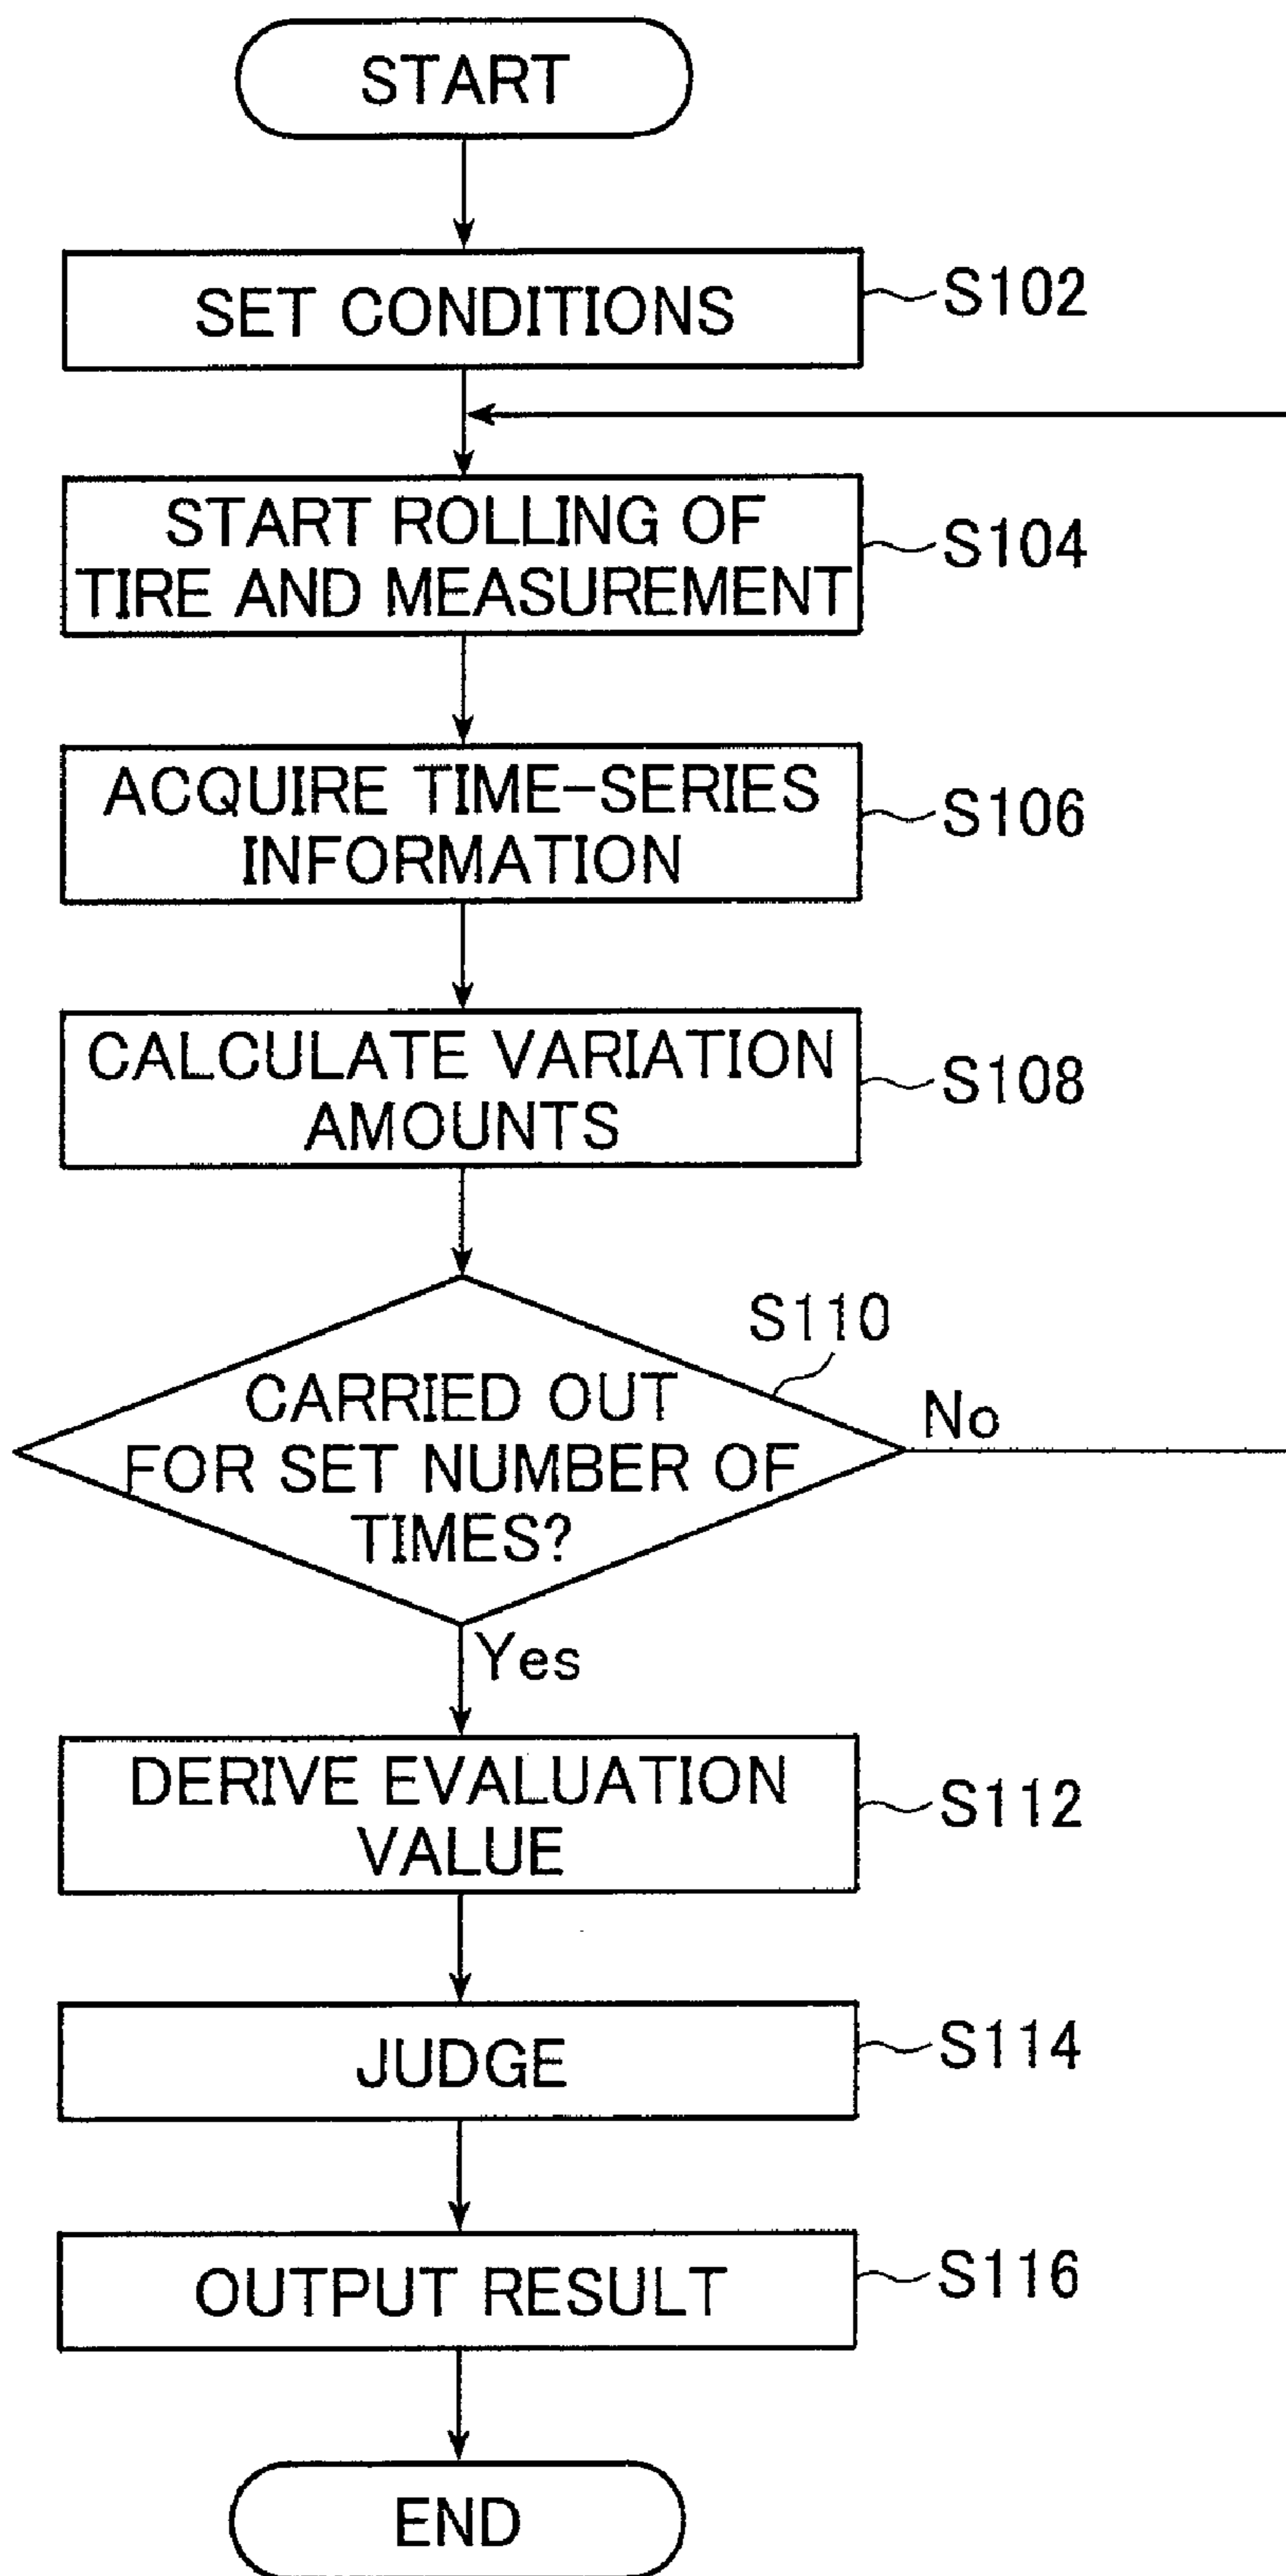 START
SET CONDITIONS
S102
START ROLLING OF
TIRE AND MEASUREMENT
S104
ACQUIRE TIME-SERIES
INFORMATION
S106
CALCULATE VARIATION
AMOUNTS
S108
S110
CARRIED OUT
FOR SET NUMBER OF
TIMES?
No
Yes
DERIVE EVALUATION
VALUE
S112
JUDGE
S114
OUTPUT RESULT
S116
END